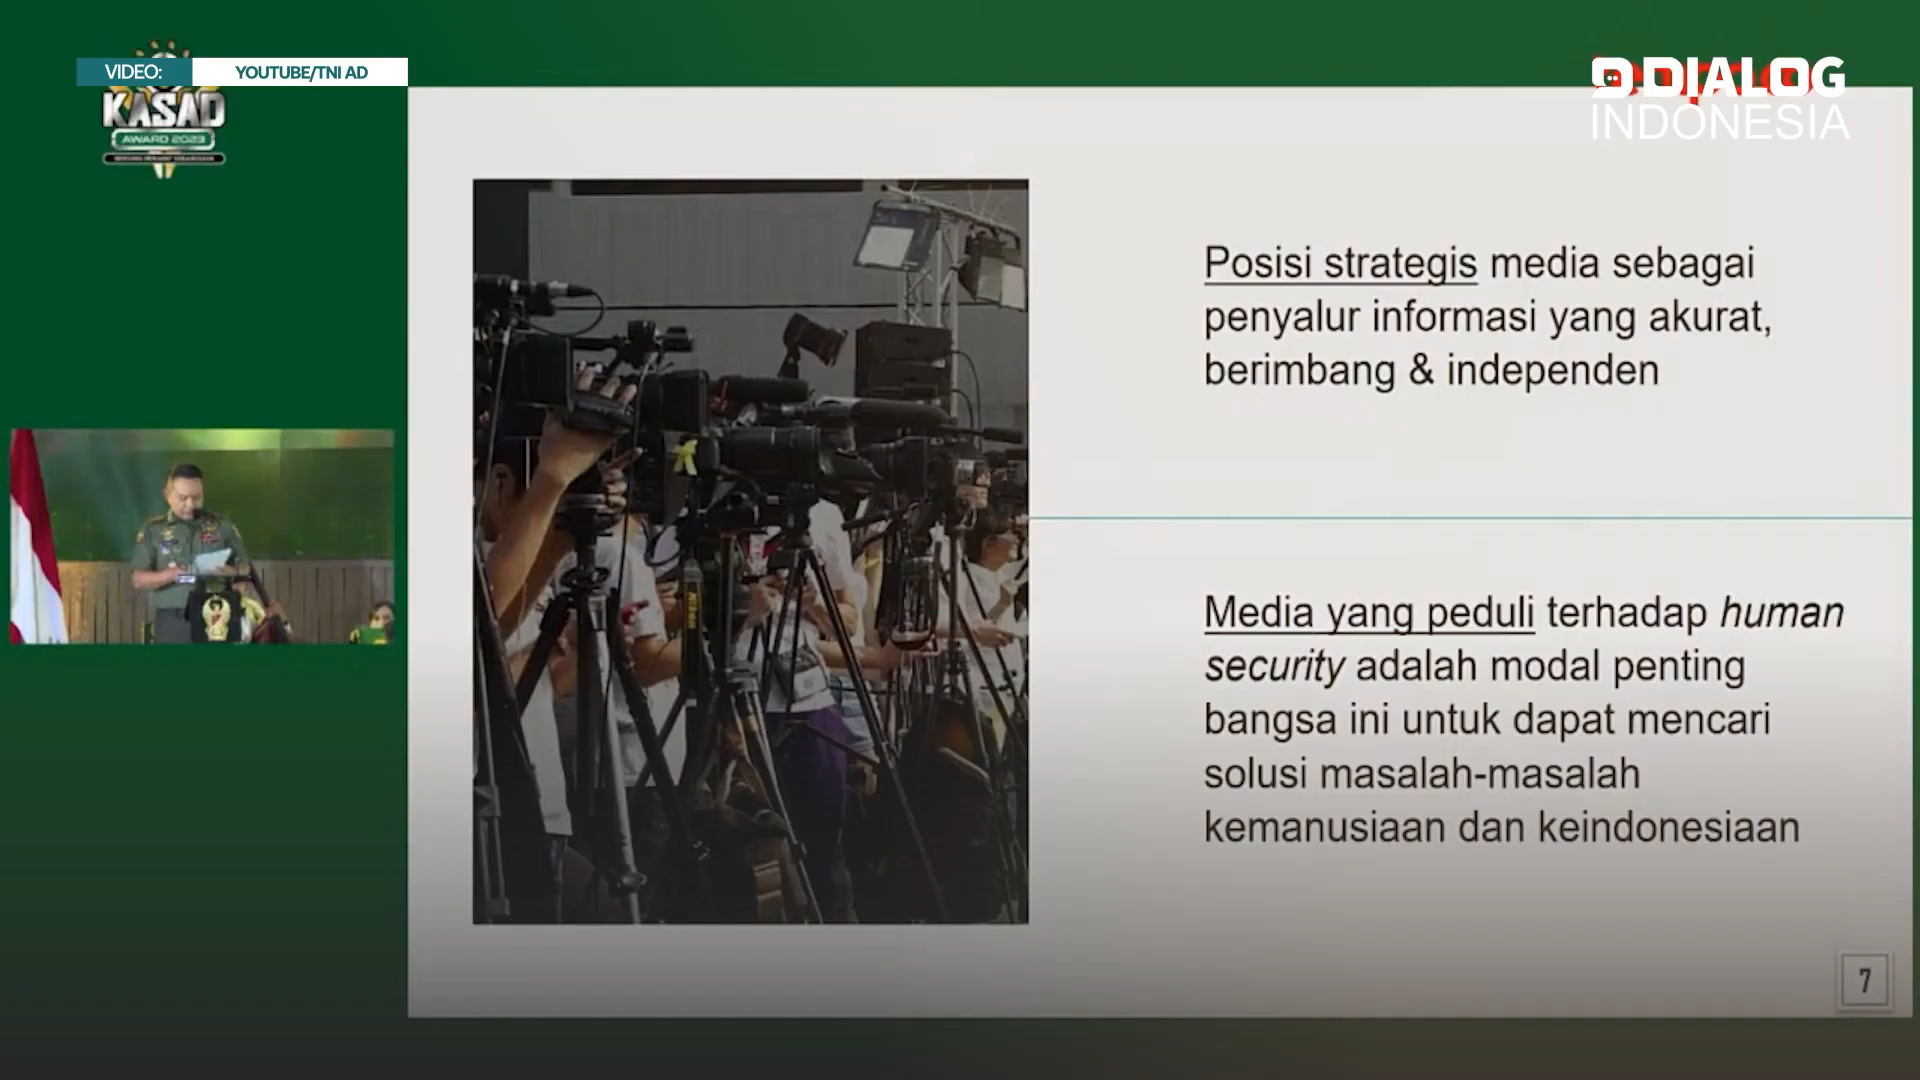 VIDEO:
YOUTUBE/TNI AD
KASAD
AWARD 2023
DIALOG
INDONESIA
Posisi strategis media sebagai
penyalur informasi yang akurat,
berimbang & independen
Media yang peduli terhadap human
security adalah modal penting
bangsa ini untuk dapat mencari
solusi masalah-masalah
kemanusiaan dan keindonesiaan
7